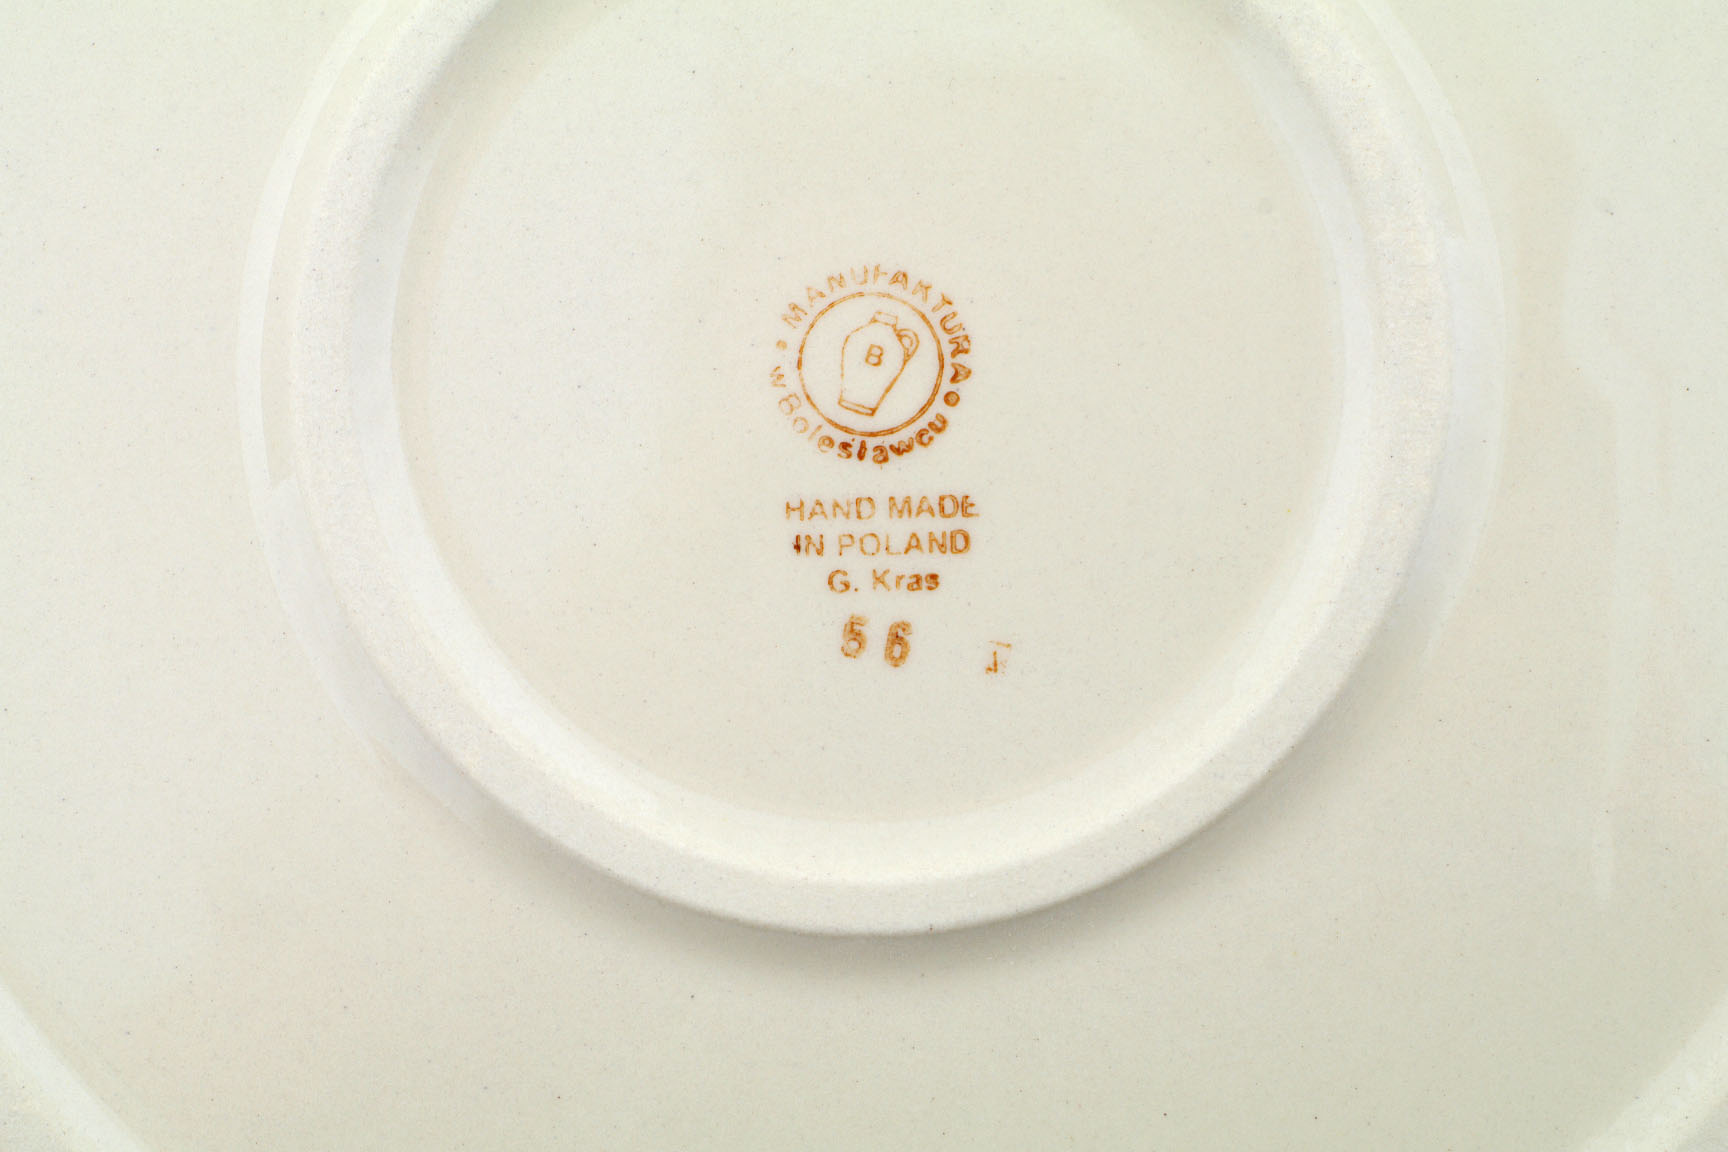 MANUFAKTURA
w Bolesławcu
B
HAND MADE
IN POLAND
G. Kras
56 I